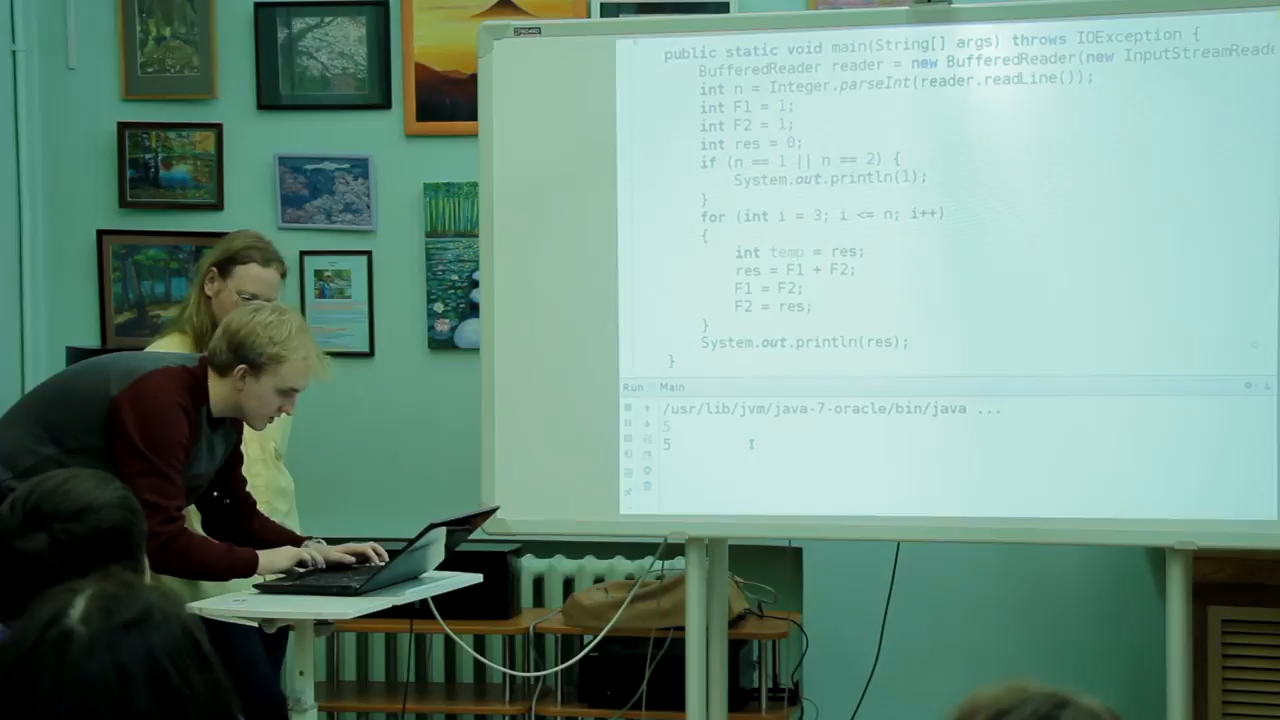 public static void main(String[] args) throws IOException {
BufferedReader reader = new BufferedReader(new InputStreamReade
int n = Integer.parseInt(reader.readLine());
int F1 = 1;
int F2 = 1;
int res = 0;
if (n == 1 || n == 2) {
System.out.println(1);
}
for (int i = 3; i <= n; i++)
{
int temp = res;
res = F1 + F2;
F1 = F2;
F2 = res;
}
System.out.println(res);
}
Run Main
/usr/lib/jvm/java-7-oracle/bin/java ...
5
5